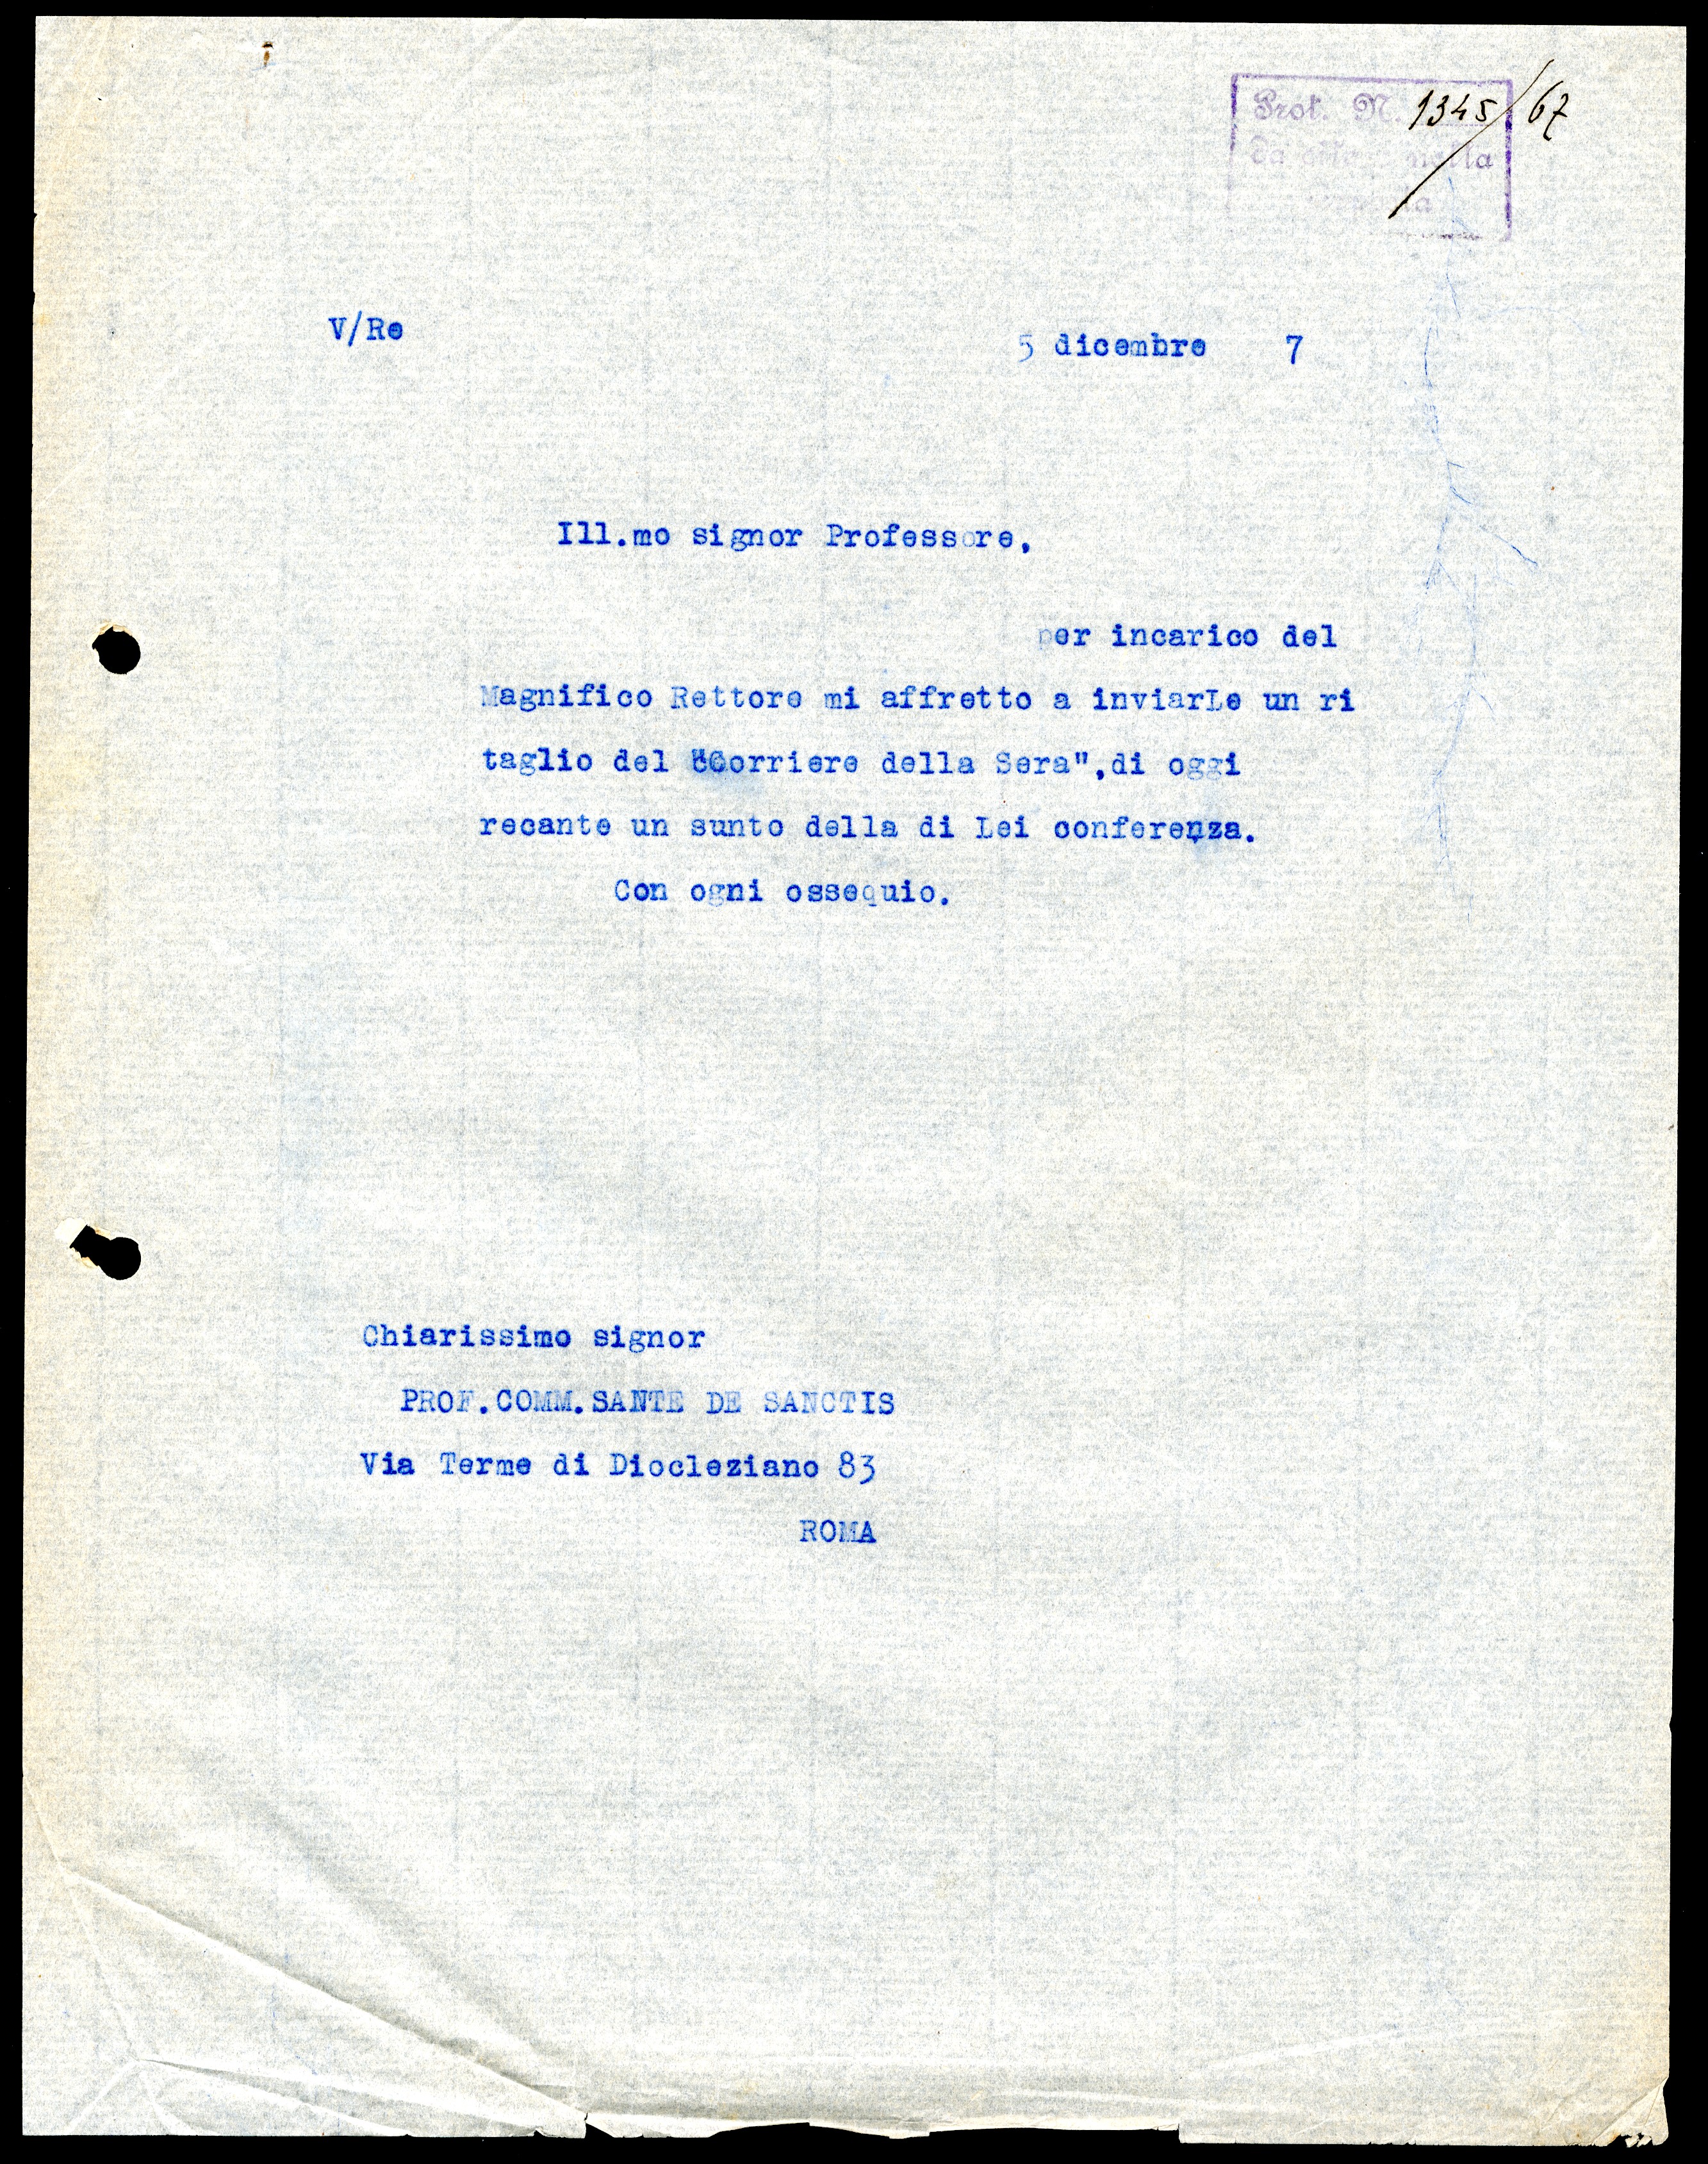 Prot. N. 1345/67
da nella
V/Re
5 dicembre 7
Ill.mo signor Professore,
per incarico del
Magnifico Rettore mi affretto a inviarLe un ri
taglio del "Corriere della Sera",di oggi
recante un sunto della di Lei conferenza.
Con ogni ossequio.
Chiarissimo signor
PROF.COMM.SANTE DE SANCTIS
Via Terme di Diocleziano 83
ROMA